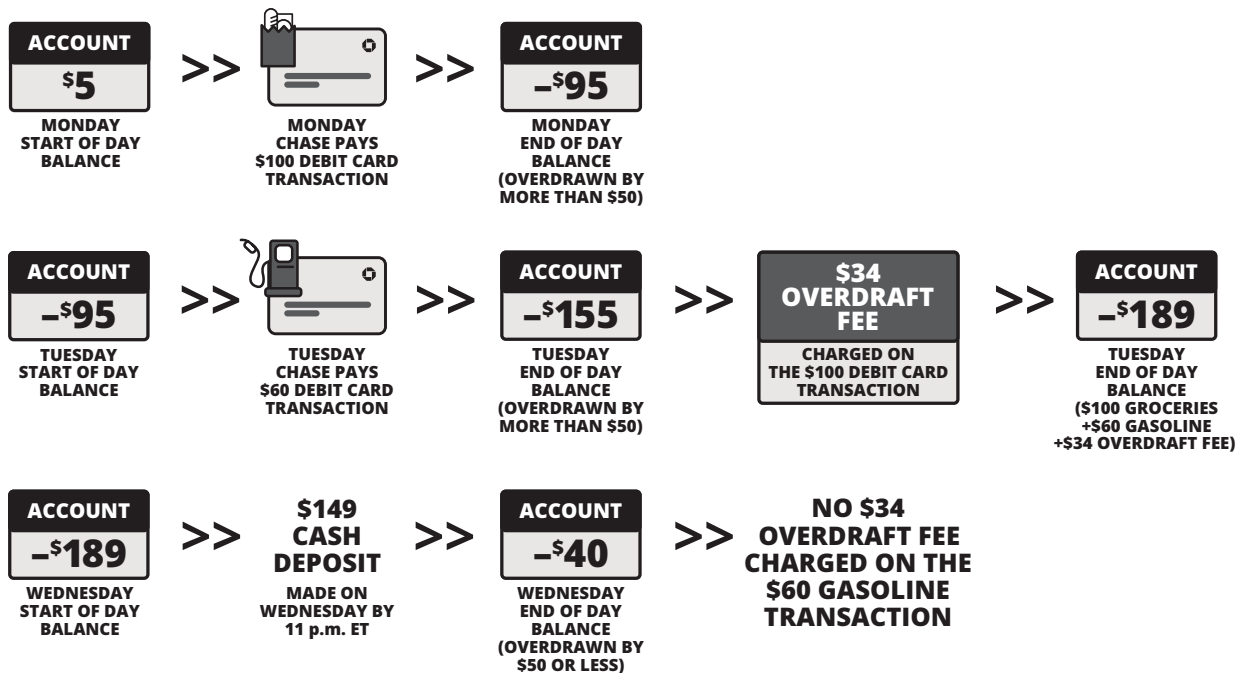 ACCOUNT
$5
MONDAY
START OF DAY
BALANCE
>>
MONDAY
CHASE PAYS
$100 DEBIT CARD
TRANSACTION
>>
ACCOUNT
–$95
MONDAY
END OF DAY
BALANCE
(OVERDRAWN BY
MORE THAN $50)
ACCOUNT
–$95
TUESDAY
START OF DAY
BALANCE
>>
TUESDAY
CHASE PAYS
$60 DEBIT CARD
TRANSACTION
>>
ACCOUNT
–$155
TUESDAY
END OF DAY
BALANCE
(OVERDRAWN BY
MORE THAN $50)
>>
$34
OVERDRAFT
FEE
CHARGED ON
THE $100 DEBIT CARD
TRANSACTION
>>
ACCOUNT
–$189
TUESDAY
END OF DAY
BALANCE
($100 GROCERIES
+$60 GASOLINE
+$34 OVERDRAFT FEE)
ACCOUNT
–$189
WEDNESDAY
START OF DAY
BALANCE
>>
$149
CASH
DEPOSIT
MADE ON
WEDNESDAY BY
11 p.m. ET
>>
ACCOUNT
–$40
WEDNESDAY
END OF DAY
BALANCE
(OVERDRAWN BY
$50 OR LESS)
>>
NO $34
OVERDRAFT FEE
CHARGED ON THE
$60 GASOLINE
TRANSACTION